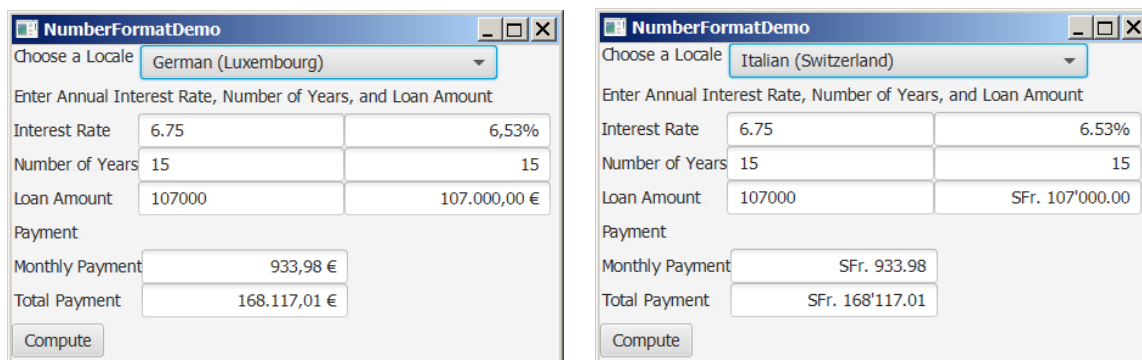 NumberFormatDemo
Choose a Locale German (Luxembourg)
Enter Annual Interest Rate, Number of Years, and Loan Amount
Interest Rate 6.75 6,53%
Number of Years 15 15
Loan Amount 107000 107.000,00 €
Payment
Monthly Payment 933,98 €
Total Payment 168.117,01 €
Compute
NumberFormatDemo
Choose a Locale Italian (Switzerland)
Enter Annual Interest Rate, Number of Years, and Loan Amount
Interest Rate 6.75 6.53%
Number of Years 15 15
Loan Amount 107000 SFr. 107'000.00
Payment
Monthly Payment SFr. 933.98
Total Payment SFr. 168'117.01
Compute